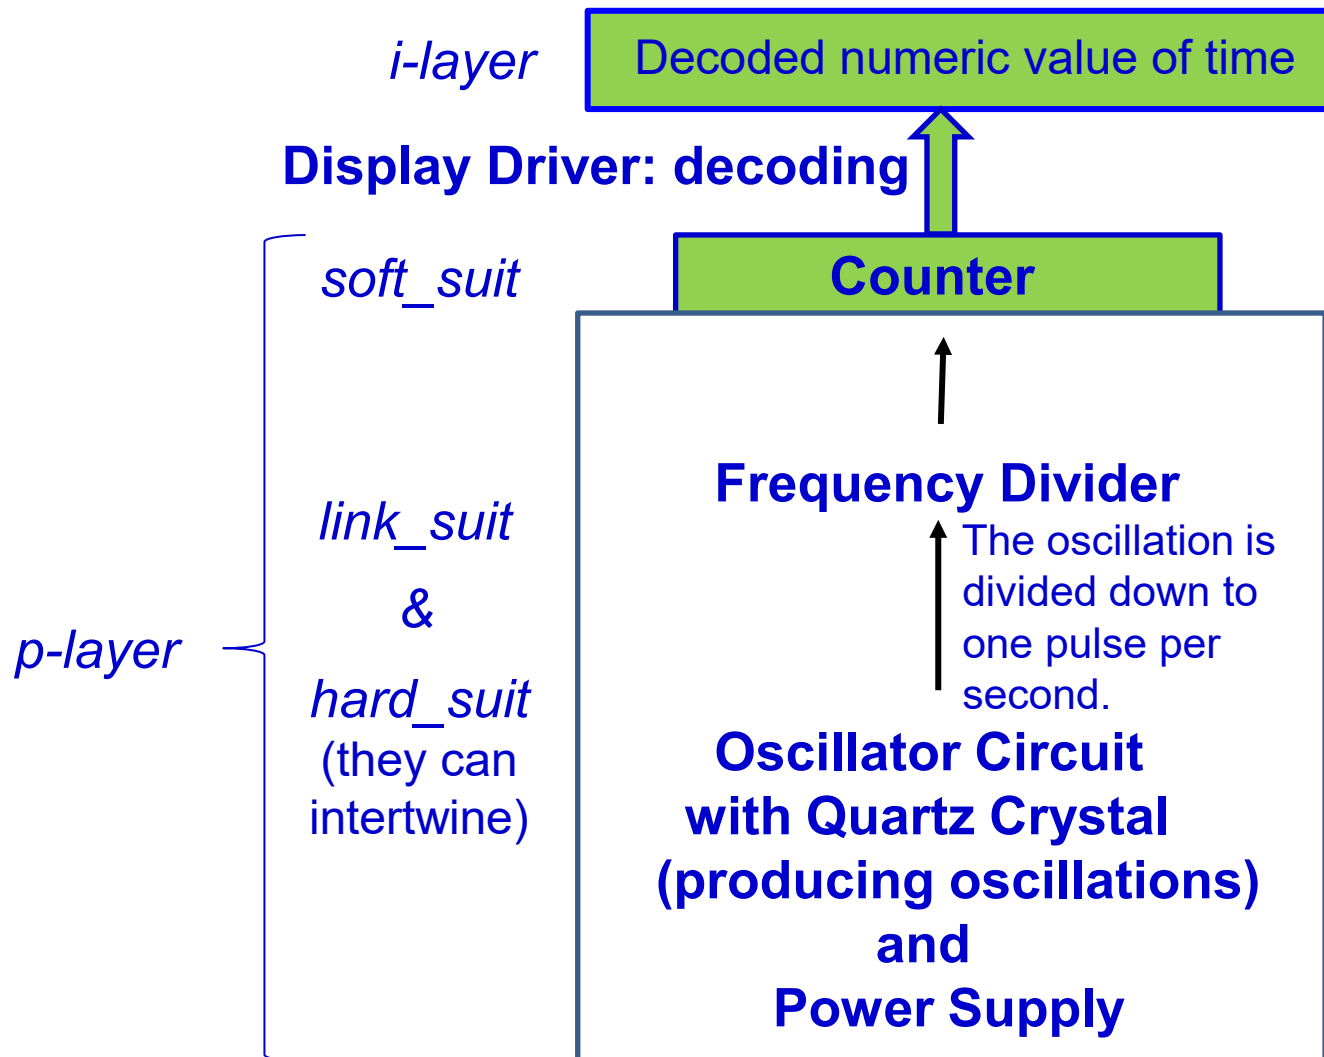 i-layer
Decoded numeric value of time
Display Driver: decoding
soft_suit
Counter
link_suit
&
hard_suit
(they can
intertwine)
p-layer
Frequency Divider
The oscillation is
divided down to
one pulse per
second.
Oscillator Circuit
with Quartz Crystal
(producing oscillations)
and
Power Supply